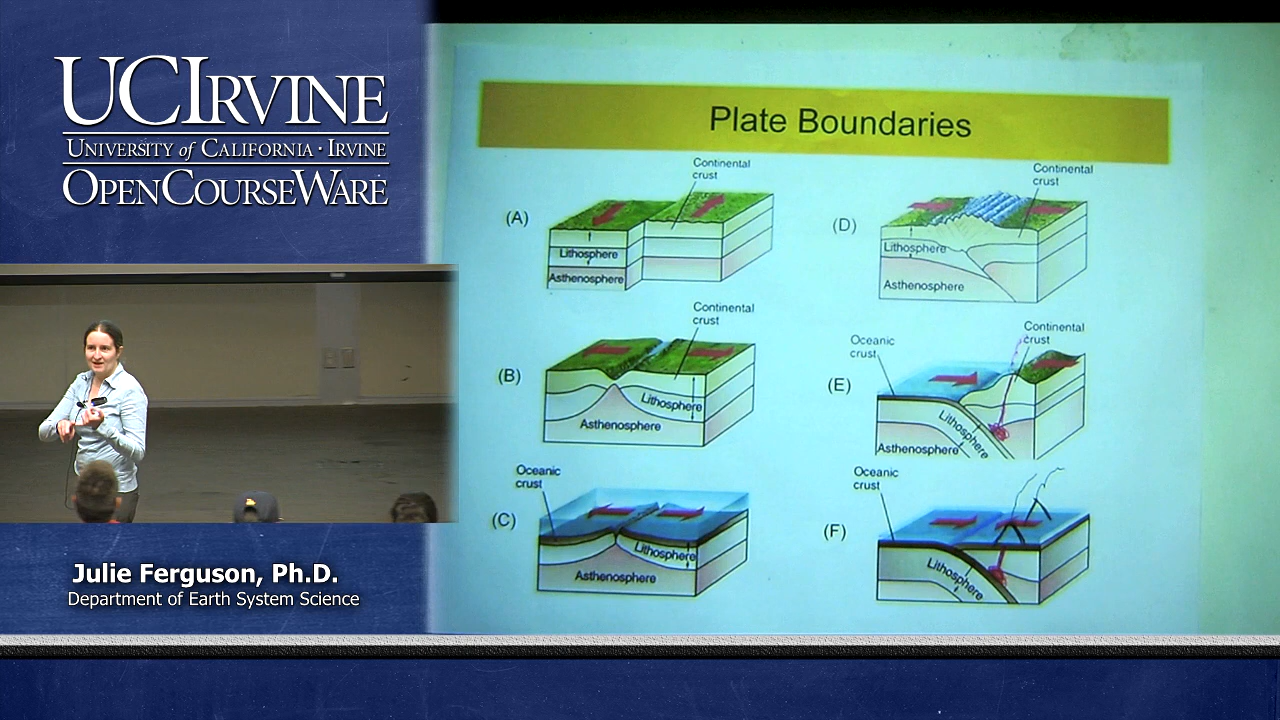 UCIRVINE
UNIVERSITY of CALIFORNIA · IRVINE
OPENCOURSEWARE
Julie Ferguson, Ph.D.
Department of Earth System Science
Plate Boundaries
(A)
Continental
crust
Lithosphere
Asthenosphere
(D)
Continental
crust
Lithosphere
Asthenosphere
(B)
Continental
crust
Lithosphere
Asthenosphere
(E)
Oceanic
crust
Continental
crust
Lithosphere
Asthenosphere
(C)
Oceanic
crust
Lithosphere
Asthenosphere
(F)
Oceanic
crust
Lithosphere